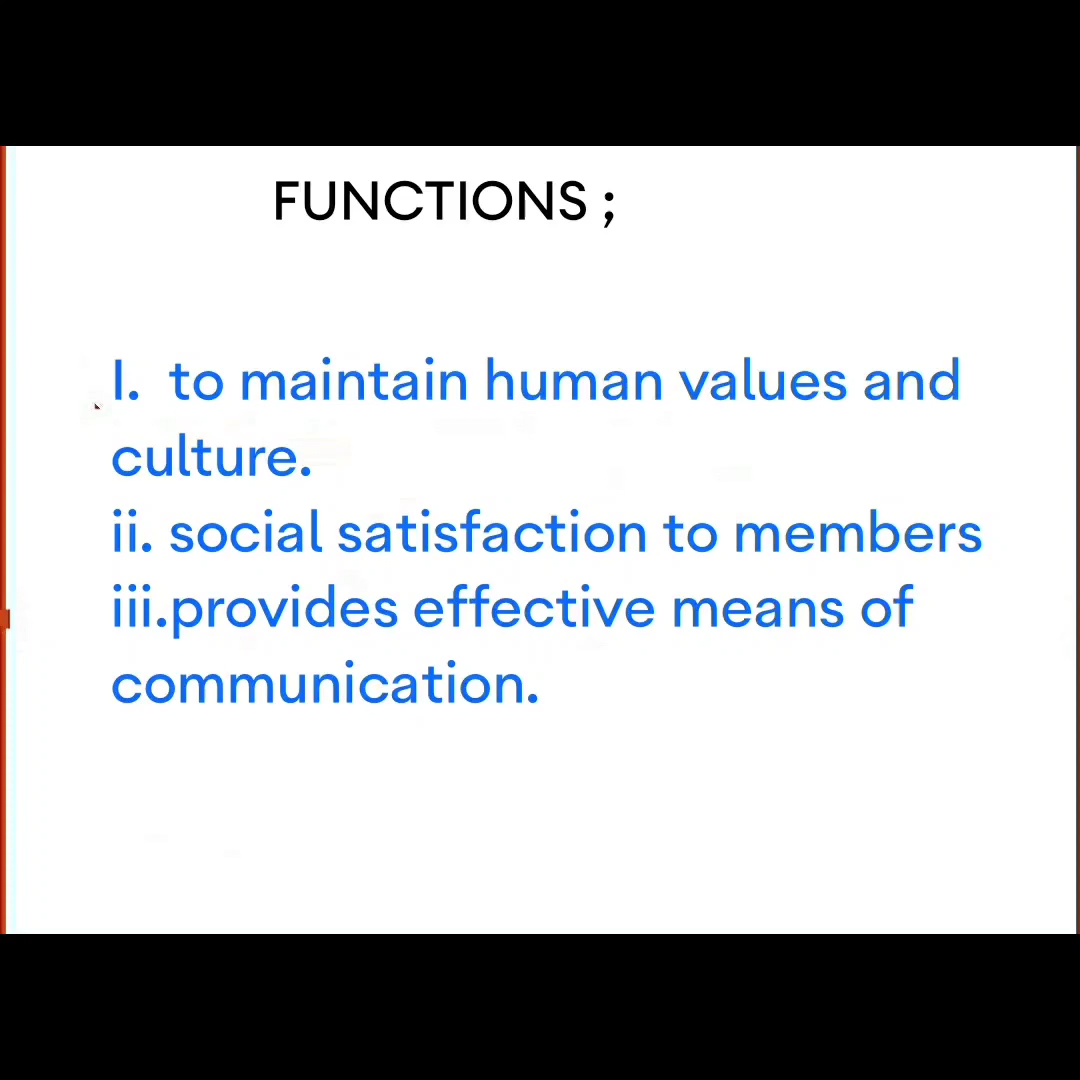 FUNCTIONS ;
I. to maintain human values and
culture.
ii. social satisfaction to members
iii.provides effective means of
communication.